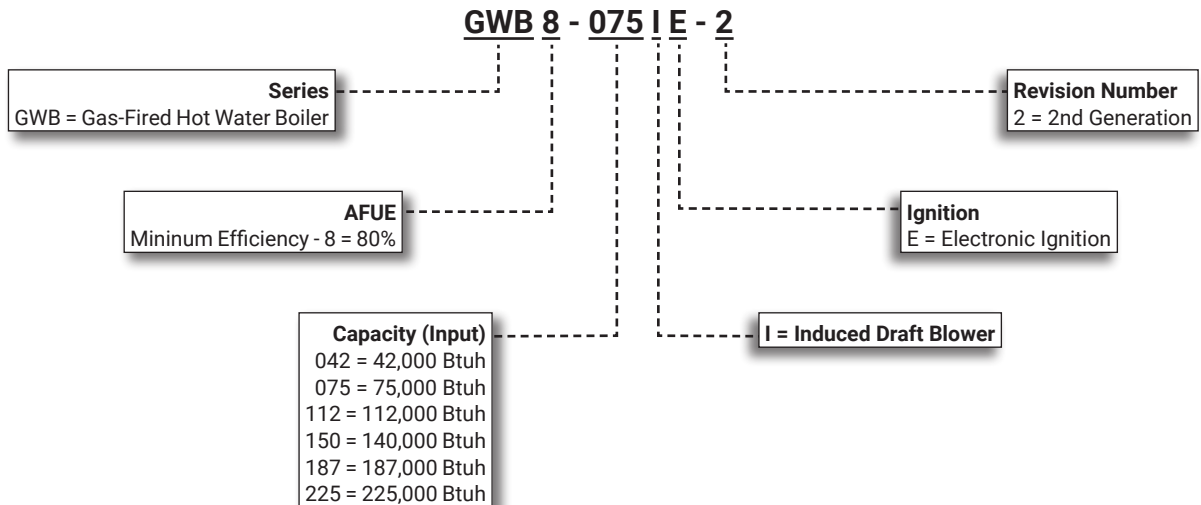 GWB 8 - 075 I E - 2
Series
GWB = Gas-Fired Hot Water Boiler
Revision Number
2 = 2nd Generation
AFUE
Mininum Efficiency - 8 = 80%
Ignition
E = Electronic Ignition
Capacity (Input)
042 = 42,000 Btuh
075 = 75,000 Btuh
112 = 112,000 Btuh
150 = 140,000 Btuh
187 = 187,000 Btuh
225 = 225,000 Btuh
I = Induced Draft Blower